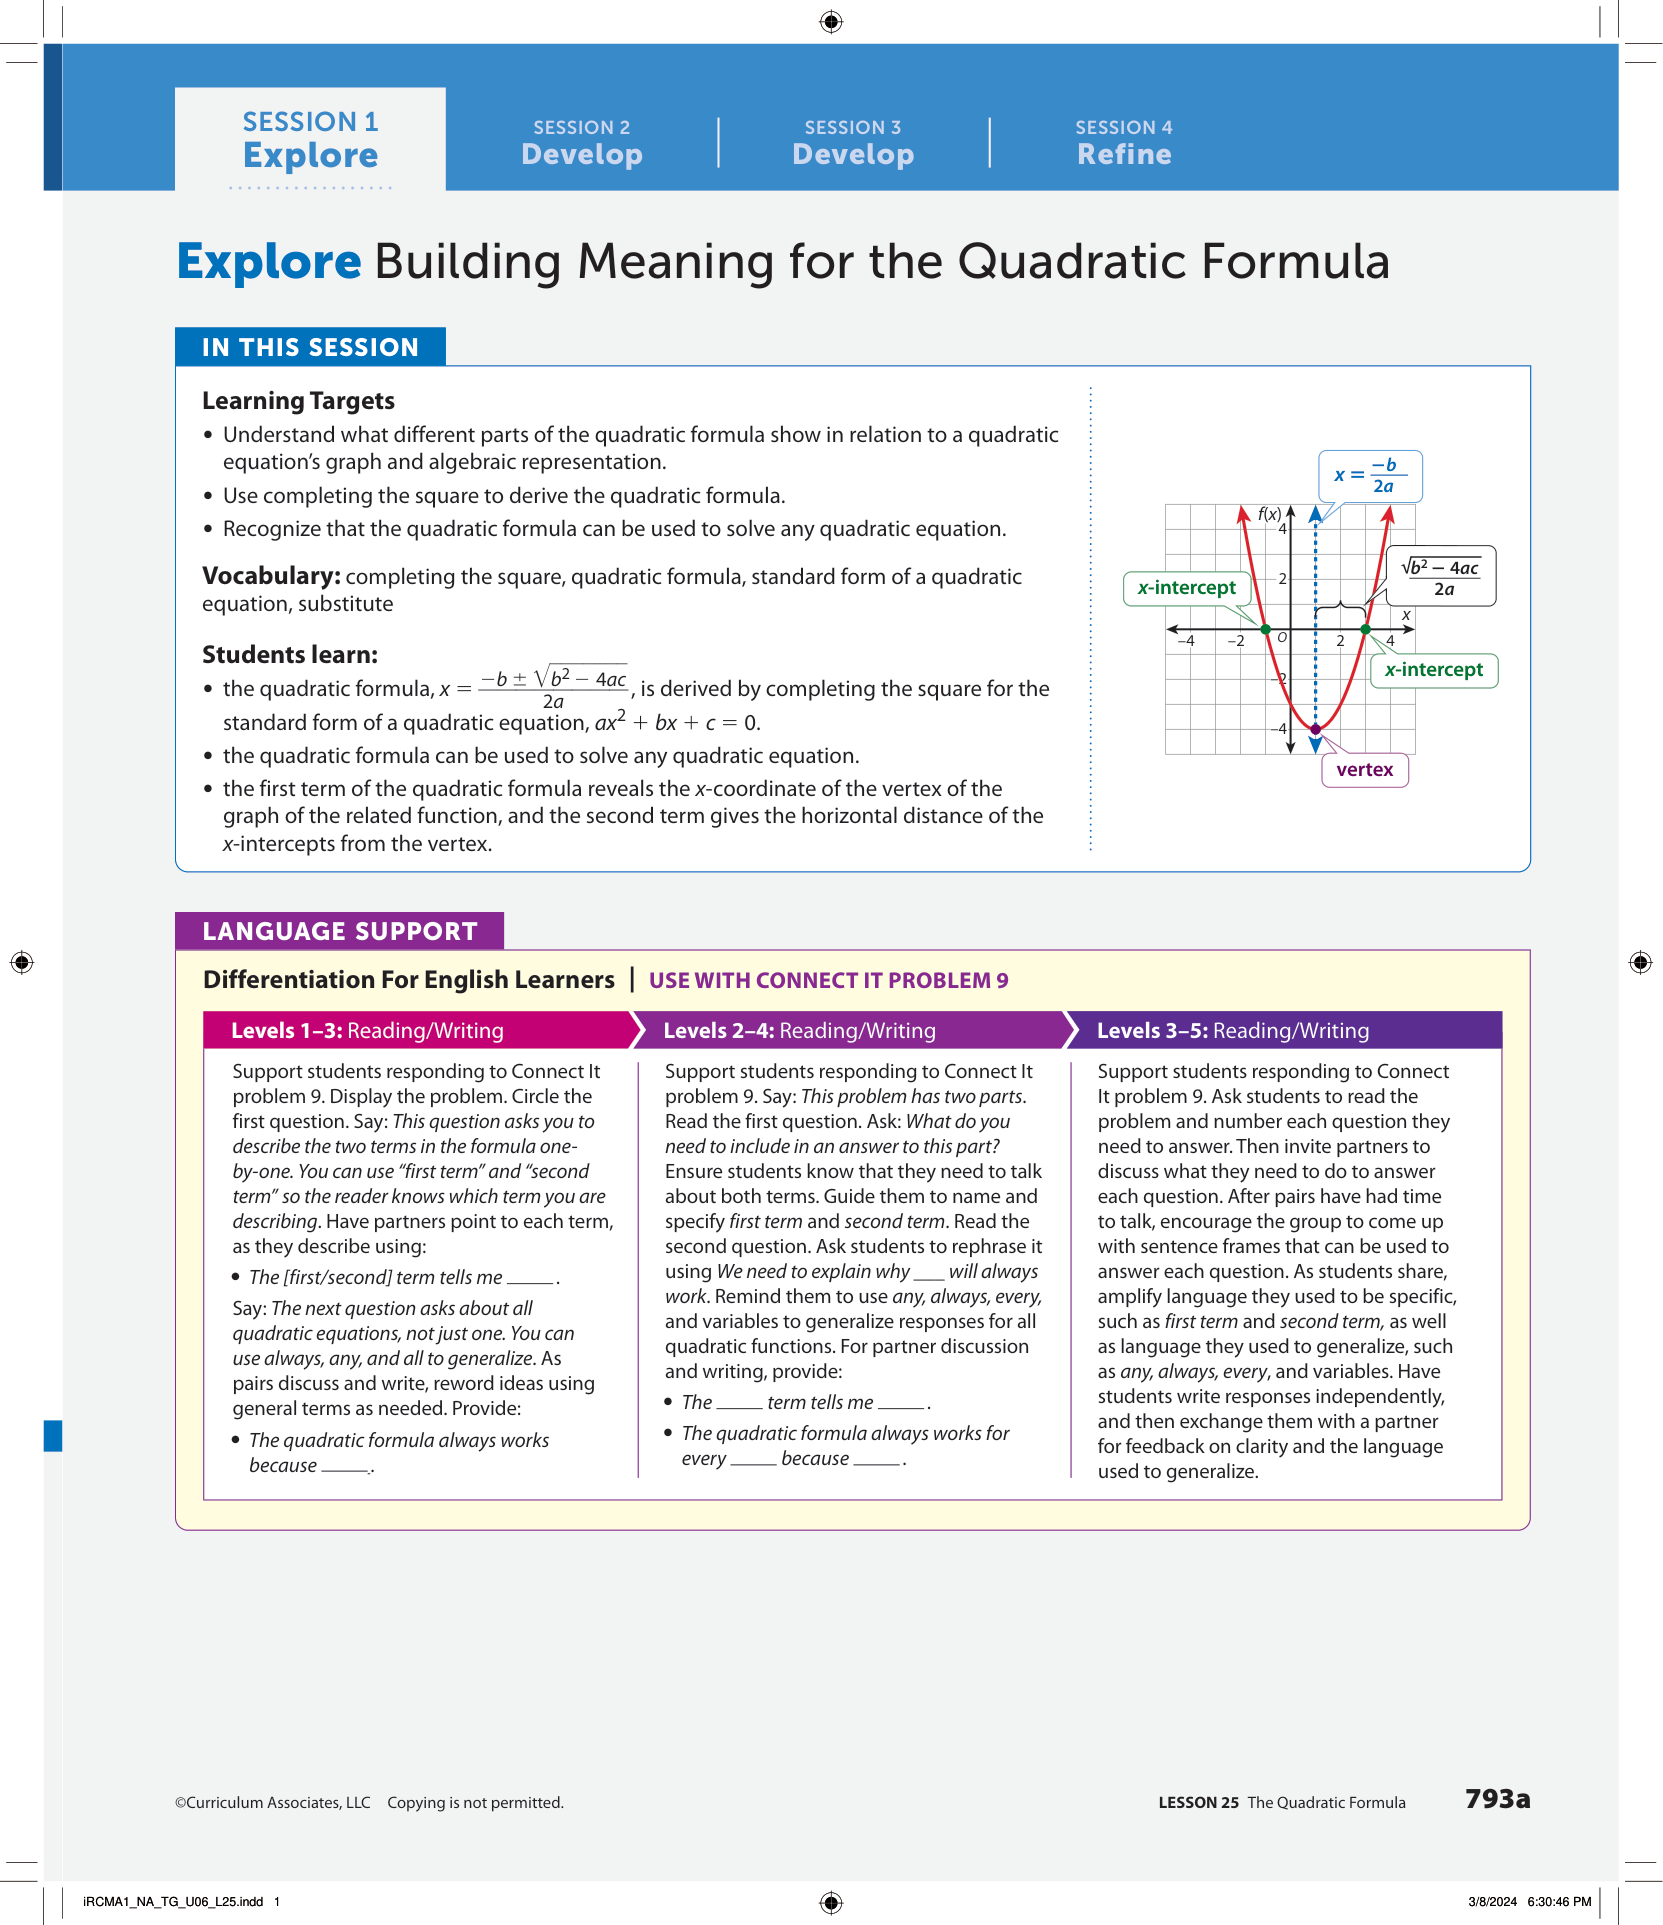 SESSION 1
Explore
SESSION 2
Develop
SESSION 3
Develop
SESSION 4
Refine
Explore Building Meaning for the Quadratic Formula
IN THIS SESSION
Learning Targets
• Understand what different parts of the quadratic formula show in relation to a quadratic
equation’s graph and algebraic representation.
• Use completing the square to derive the quadratic formula.
• Recognize that the quadratic formula can be used to solve any quadratic equation.
Vocabulary: completing the square, quadratic formula, standard form of a quadratic
equation, substitute
Students learn:
• the quadratic formula, x = (−b ± √(b² − 4ac))/2a, is derived by completing the square for the
standard form of a quadratic equation, ax² + bx + c = 0.
• the quadratic formula can be used to solve any quadratic equation.
• the first term of the quadratic formula reveals the x-coordinate of the vertex of the
graph of the related function, and the second term gives the horizontal distance of the
x-intercepts from the vertex.
x = −b/2a
f(x)
4
√(b² − 4ac)/2a
2
x-intercept
x
−4 −2 O 2 4
x-intercept
−2
−4
vertex
LANGUAGE SUPPORT
Differentiation For English Learners | USE WITH CONNECT IT PROBLEM 9
Levels 1–3: Reading/Writing
Support students responding to Connect It
problem 9. Display the problem. Circle the
first question. Say: This question asks you to
describe the two terms in the formula one-
by-one. You can use “first term” and “second
term” so the reader knows which term you are
describing. Have partners point to each term,
as they describe using:
• The [first/second] term tells me _____.
Say: The next question asks about all
quadratic equations, not just one. You can
use always, any, and all to generalize. As
pairs discuss and write, reword ideas using
general terms as needed. Provide:
• The quadratic formula always works
because _____.
Levels 2–4: Reading/Writing
Support students responding to Connect It
problem 9. Say: This problem has two parts.
Read the first question. Ask: What do you
need to include in an answer to this part?
Ensure students know that they need to talk
about both terms. Guide them to name and
specify first term and second term. Read the
second question. Ask students to rephrase it
using We need to explain why ___ will always
work. Remind them to use any, always, every,
and variables to generalize responses for all
quadratic functions. For partner discussion
and writing, provide:
• The _____ term tells me _____.
• The quadratic formula always works for
every _____ because _____.
Levels 3–5: Reading/Writing
Support students responding to Connect
It problem 9. Ask students to read the
problem and number each question they
need to answer. Then invite partners to
discuss what they need to do to answer
each question. After pairs have had time
to talk, encourage the group to come up
with sentence frames that can be used to
answer each question. As students share,
amplify language they used to be specific,
such as first term and second term, as well
as language they used to generalize, such
as any, always, every, and variables. Have
students write responses independently,
and then exchange them with a partner
for feedback on clarity and the language
used to generalize.
©Curriculum Associates, LLC Copying is not permitted.
LESSON 25 The Quadratic Formula 793a
iRCMA1_NA_TG_U06_L25.indd 1
3/8/2024 6:30:46 PM